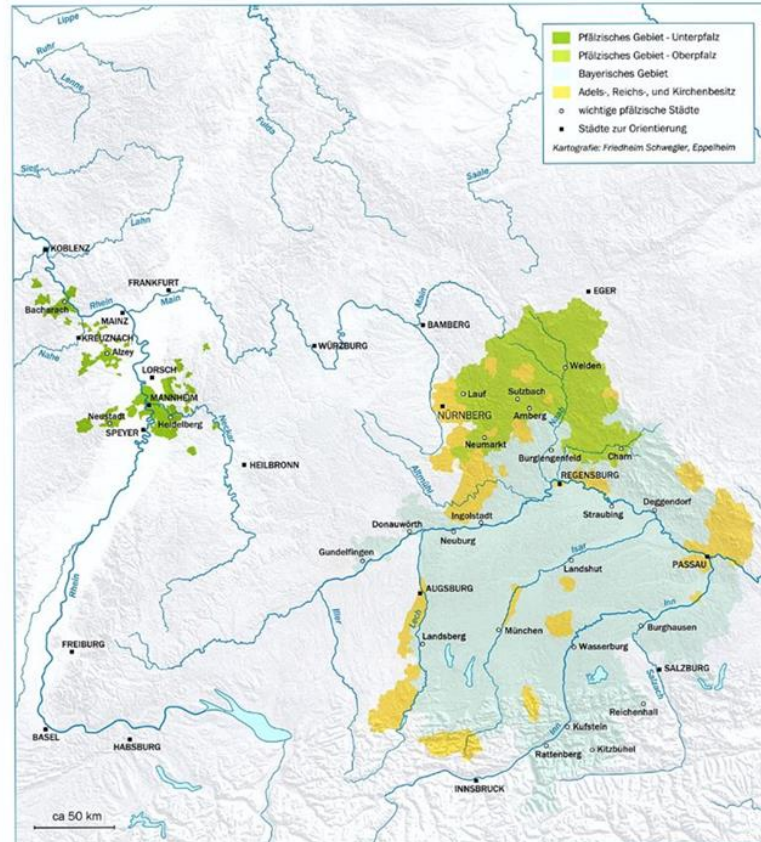 Pfälzisches Gebiet - Unterpfalz
Pfälzisches Gebiet - Oberpfalz
Bayerisches Gebiet
Adels-, Reichs-, und Kirchenbesitz
wichtige pfälzische Städte
Städte zur Orientierung
Kartografie: Friedheim Schwegler, Eppelheim
Lippe
Ruhr
Lenne
Fulda
Saale
Sieg
Lahn
KOBLENZ
FRANKFURT
EGER
Main
Main
Rhein
Bacharach
MAINZ
BAMBERG
KREUZNACH
WÜRZBURG
Nahe
Alzey
LORSCH
Weiden
MANNHEIM
Lauf
Sulzbach
NÜRNBERG
Amberg
Neustadt
Heidelberg
Neckar
Naab
SPEYER
Neumarkt
Burglengenfeld
Cham
HEILBRONN
Altmühl
REGENSBURG
Deggendorf
Straubing
Ingolstadt
Donauwörth
Neuburg
Gundelfingen
Isar
Landshut
PASSAU
Rhein
AUGSBURG
Inn
Iller
Lech
Burghausen
München
Landsberg
FREIBURG
Wasserburg
SALZBURG
Salzach
Reichenhall
BASEL
HABSBURG
Kufstein
Inn
Rattenberg
Kitzbühel
INNSBRUCK
ca 50 km